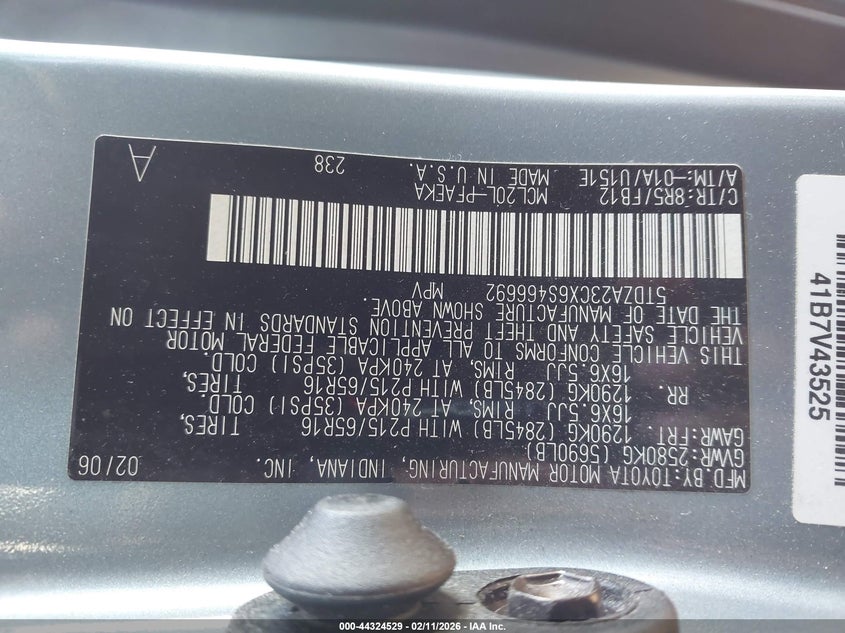 MFD.BY:TOYOTA MOTOR MANUFACTURING, INDIANA, INC. 02/06
GVWR:2580KG (5690LB)
GAWR:FRT. 1290KG (2845LB) WITH P215/65R16 TIRES,
16X6.5JJ RIMS, AT 240KPA (35PSI) COLD.
RR. 1290KG (2845LB) WITH P215/65R16 TIRES,
16X6.5JJ RIMS, AT 240KPA (35PSI) COLD.
THIS VEHICLE CONFORMS TO ALL APPLICABLE FEDERAL MOTOR
VEHICLE SAFETY AND THEFT PREVENTION STANDARDS IN EFFECT ON
THE DATE OF MANUFACTURE SHOWN ABOVE.
5TDZA23CX6S466692 MPV
C/TR:8R5/FB12 MCL20L-PFAEKA
A/TM:-01A/U151E MADE IN U.S.A. 238 A
41B7V43525
000-44324529 - 02/11/2026 - IAA Inc.